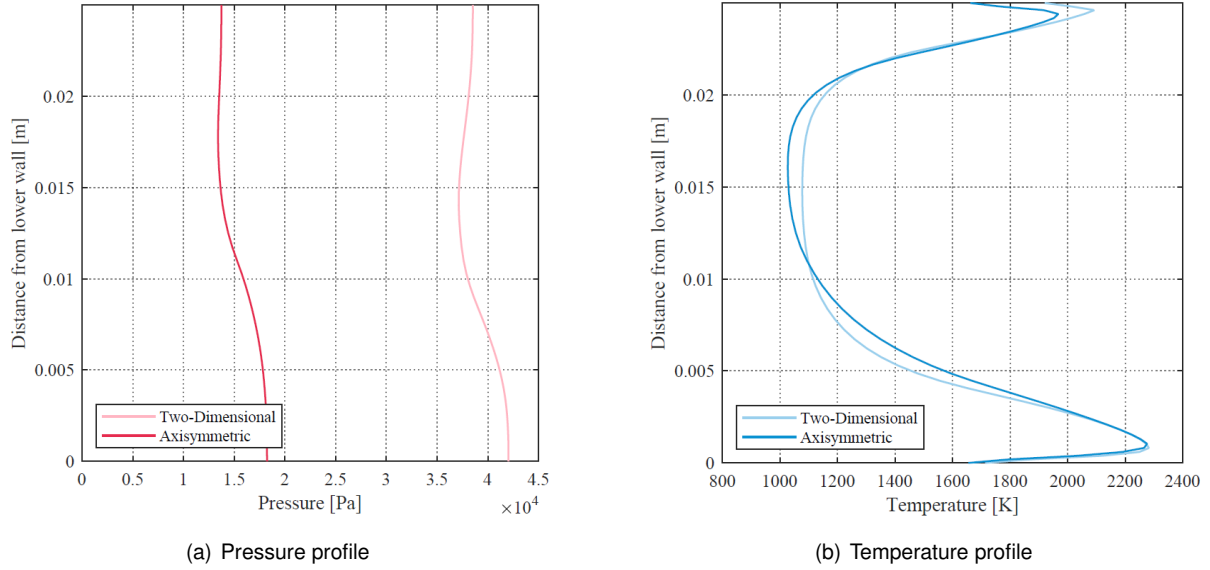 Distance from lower wall [m]
0.02
0.015
0.01
0.005
0
Two-Dimensional
Axisymmetric
0 0.5 1 1.5 2 2.5 3 3.5 4 4.5
Pressure [Pa]
×10⁴
(a) Pressure profile
Distance from lower wall [m]
0.02
0.015
0.01
0.005
0
Two-Dimensional
Axisymmetric
800 1000 1200 1400 1600 1800 2000 2200 2400
Temperature [K]
(b) Temperature profile